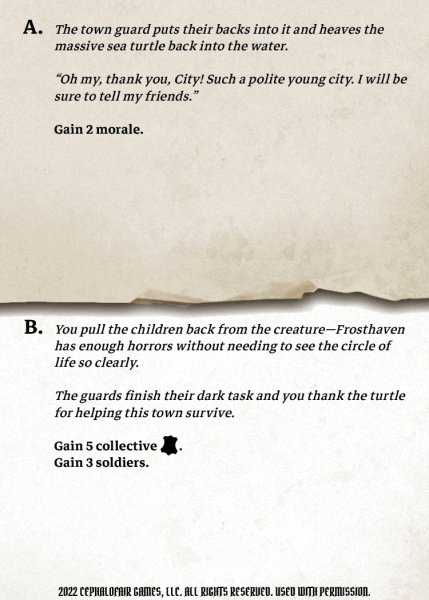 A. The town guard puts their backs into it and heaves the
massive sea turtle back into the water.
“Oh my, thank you, City! Such a polite young city. I will be
sure to tell my friends.”
Gain 2 morale.
B. You pull the children back from the creature—Frosthaven
has enough horrors without needing to see the circle of
life so clearly.
The guards finish their dark task and you thank the turtle
for helping this town survive.
Gain 5 collective .
Gain 3 soldiers.
2022 CEPHALOFAIR GAMES, LLC. ALL RIGHTS RESERVED. USED WITH PERMISSION.